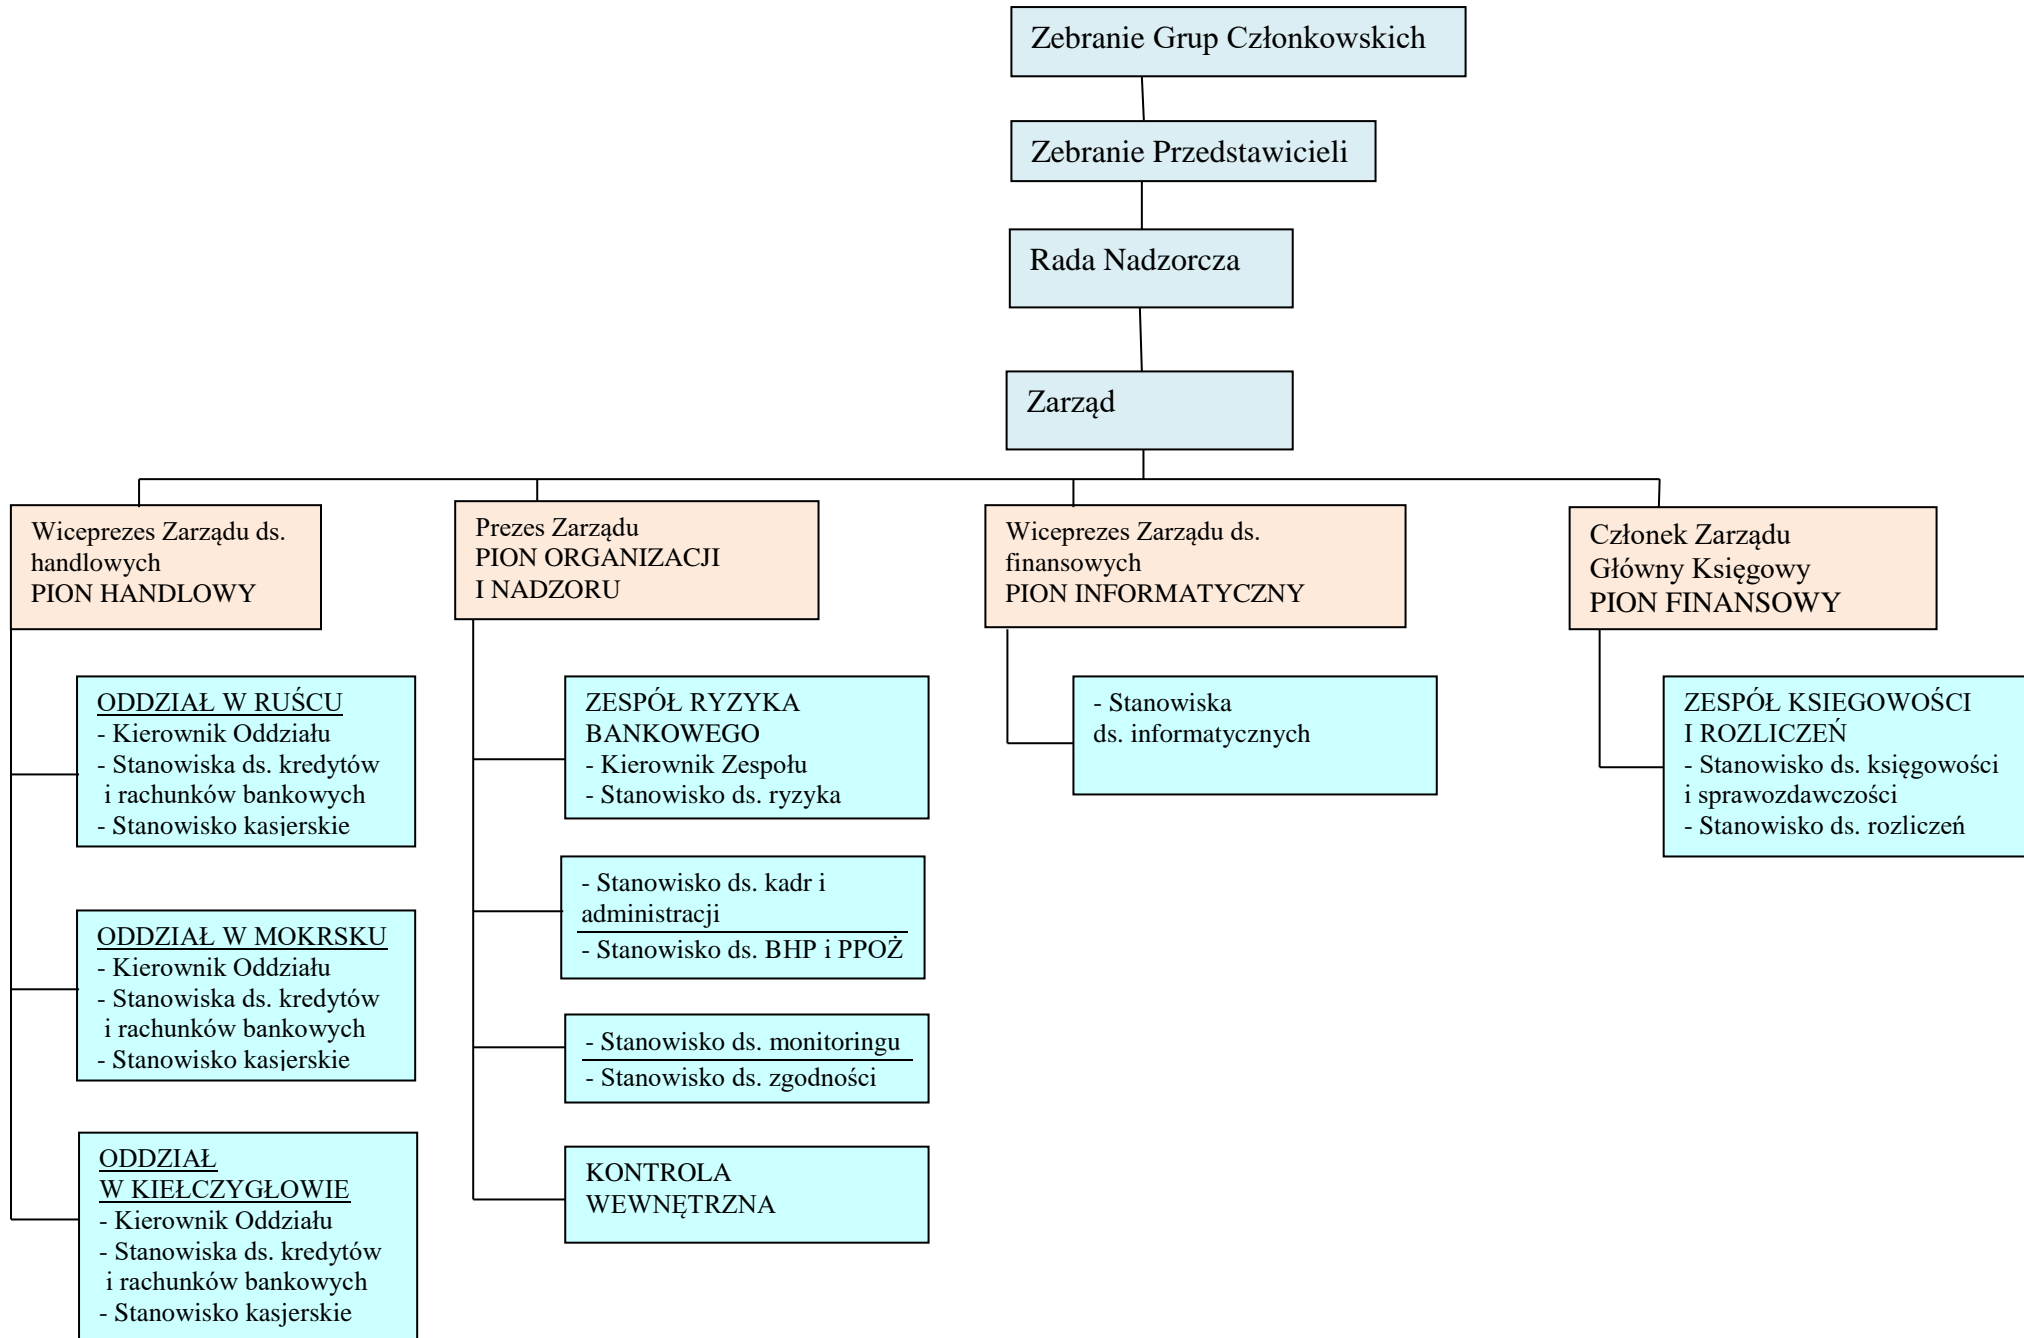 Zebranie Grup Członkowskich
Zebranie Przedstawicieli
Rada Nadzorcza
Zarząd
Wiceprezes Zarządu ds.
handlowych
PION HANDLOWY
Prezes Zarządu
PION ORGANIZACJI
I NADZORU
Wiceprezes Zarządu ds.
finansowych
PION INFORMATYCZNY
Członek Zarządu
Główny Księgowy
PION FINANSOWY
ODDZIAŁ W RUŚCU
- Kierownik Oddziału
- Stanowiska ds. kredytów
i rachunków bankowych
- Stanowisko kasjerskie
ODDZIAŁ W MOKRSKU
- Kierownik Oddziału
- Stanowiska ds. kredytów
i rachunków bankowych
- Stanowisko kasjerskie
ODDZIAŁ
W KIEŁCZYGŁOWIE
- Kierownik Oddziału
- Stanowiska ds. kredytów
i rachunków bankowych
- Stanowisko kasjerskie
ZESPÓŁ RYZYKA
BANKOWEGO
- Kierownik Zespołu
- Stanowisko ds. ryzyka
- Stanowisko ds. kadr i
administracji
- Stanowisko ds. BHP i PPOŻ
- Stanowisko ds. monitoringu
- Stanowisko ds. zgodności
KONTROLA
WEWNĘTRZNA
- Stanowiska
ds. informatycznych
ZESPÓŁ KSIEGOWOŚCI
I ROZLICZEŃ
- Stanowisko ds. księgowości
i sprawozdawczości
- Stanowisko ds. rozliczeń